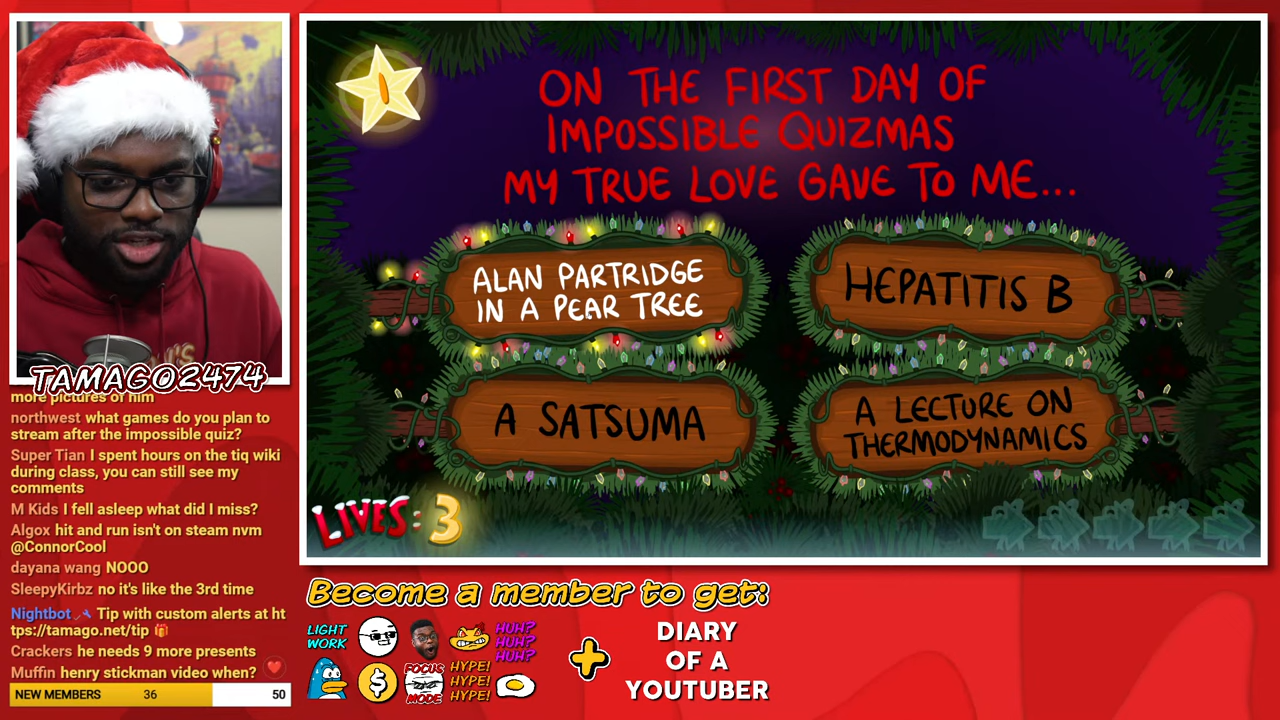 ON THE FIRST DAY OF
IMPOSSIBLE QUIZMAS
MY TRUE LOVE GAVE TO ME...
ALAN PARTRIDGE
IN A PEAR TREE
HEPATITIS B
A SATSUMA
A LECTURE ON
THERMODYNAMICS
LIVES: 3
TAMAGO2474
more pictures of him
northwest what games do you plan to
stream after the impossible quiz?
Super Tian I spent hours on the tiq wiki
during class, you can still see my
comments
M Kids I fell asleep what did I miss?
Algox hit and run isn't on steam nvm
@ConnorCool
dayana wang NOOO
SleepyKirbz no it's like the 3rd time
Nightbot Tip with custom alerts at ht
tps://tamago.net/tip
Crackers he needs 9 more presents
Muffin henry stickman video when?
NEW MEMBERS 36 50
Become a member to get:
LIGHT
WORK
HUH?
HUH?
HUH?
FOCUS
MODE
HYPE!
HYPE!
HYPE!
+
DIARY
OF A
YOUTUBER